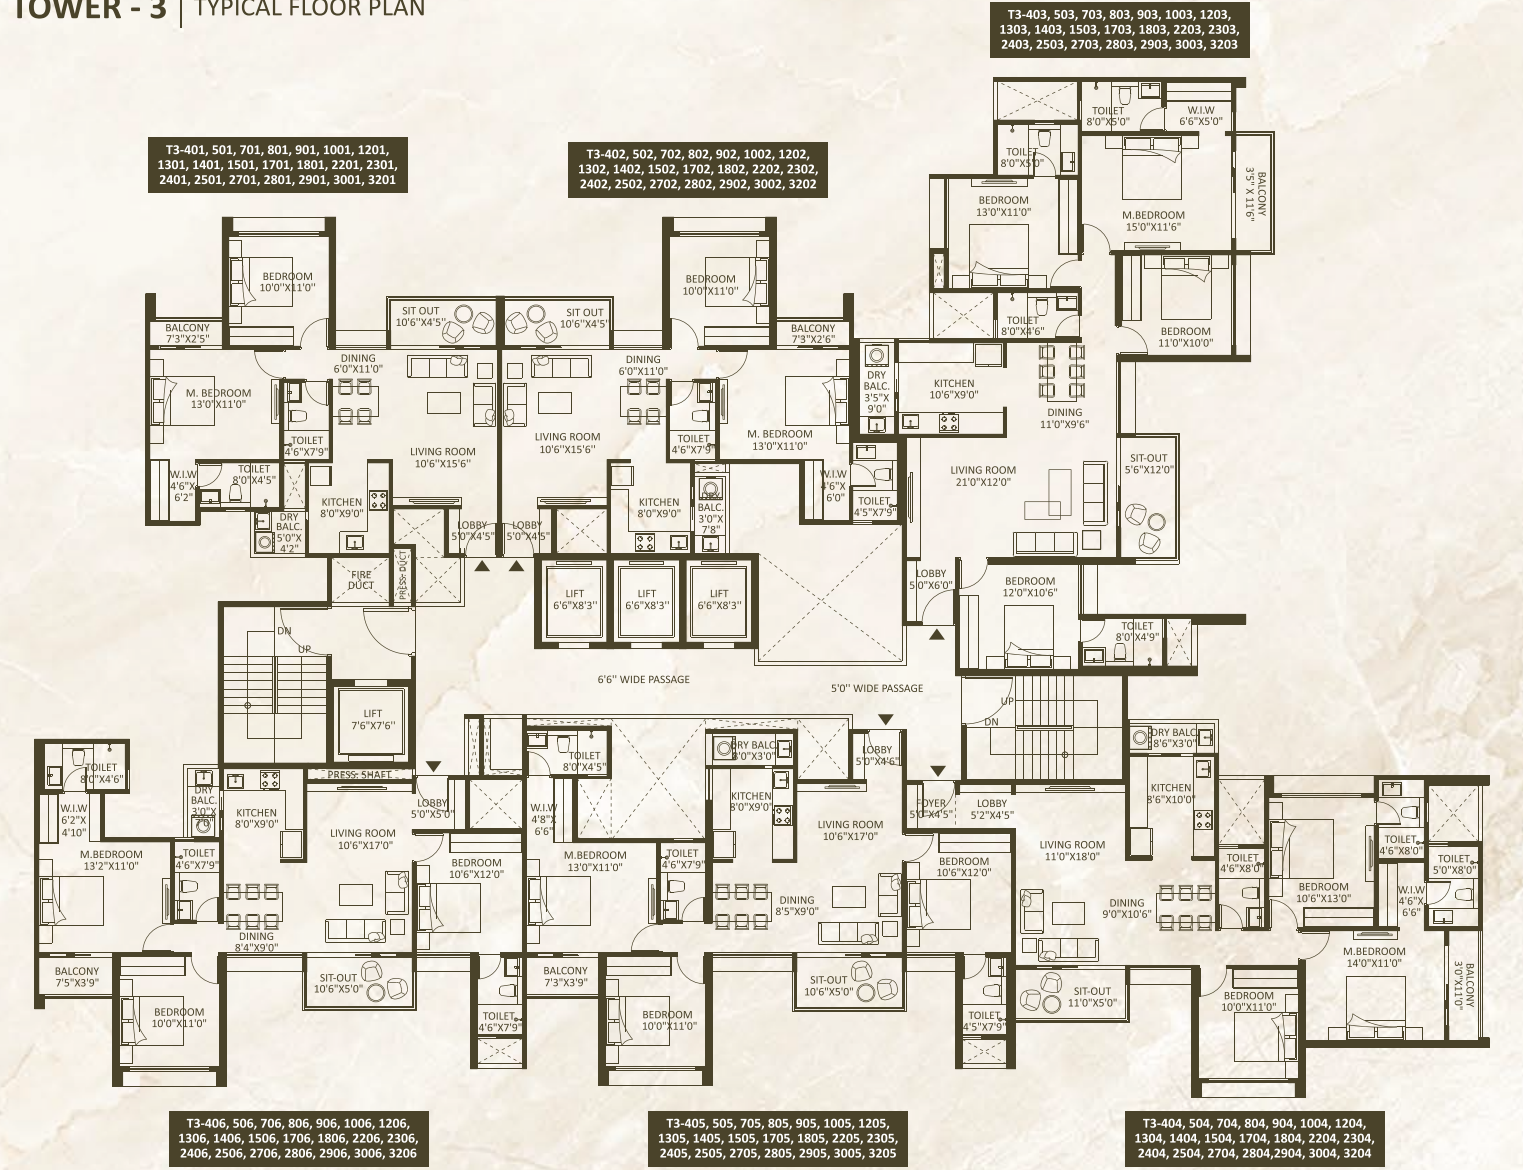 TOWER - 3 | TYPICAL FLOOR PLAN
T3-403, 503, 703, 803, 903, 1003, 1203,
1303, 1403, 1503, 1703, 1803, 2203, 2303,
2403, 2503, 2703, 2803, 2903, 3003, 3203
T3-401, 501, 701, 801, 901, 1001, 1201,
1301, 1401, 1501, 1701, 1801, 2201, 2301,
2401, 2501, 2701, 2801, 2901, 3001, 3201
T3-402, 502, 702, 802, 902, 1002, 1202,
1302, 1402, 1502, 1702, 1802, 2202, 2302,
2402, 2502, 2702, 2802, 2902, 3002, 3202
BEDROOM
10'0"X11'0"
BALCONY
7'3"X2'5"
SIT OUT
10'6"X4'5"
DINING
6'0"X11'0"
M. BEDROOM
13'0"X11'0"
TOILET
4'6"X7'9"
LIVING ROOM
10'6"X15'6"
W.I.W
4'6"X
6'2"
TOILET
8'0"X4'5"
KITCHEN
8'0"X9'0"
DRY
BALC.
5'0"X
4'2"
LOBBY
5'0"X4'5"
FIRE
DUCT
PRESS. DUCT
SIT OUT
10'6"X4'5"
BEDROOM
10'0"X11'0"
BALCONY
7'3"X2'6"
DINING
6'0"X11'0"
LIVING ROOM
10'6"X15'6"
TOILET
4'6"X7'9"
M. BEDROOM
13'0"X11'0"
W.I.W
4'6"X
6'0"
TOILET
4'5"X7'9"
KITCHEN
8'0"X9'0"
DRY
BALC.
3'0"X
7'8"
LOBBY
5'0"X4'5"
TOILET
8'0"X5'0"
W.I.W
6'6"X5'0"
TOILET
8'0"X5'0"
BEDROOM
13'0"X11'0"
M.BEDROOM
15'0"X11'6"
BALCONY
3'5" X 11'6"
TOILET
8'0"X4'6"
BEDROOM
11'0"X10'0"
DRY
BALC.
3'5"X
9'0"
KITCHEN
10'6"X9'0"
DINING
11'0"X9'6"
LIVING ROOM
21'0"X12'0"
SIT-OUT
5'6"X12'0"
LOBBY
5'0"X6'0"
BEDROOM
12'0"X10'6"
TOILET
8'0"X4'9"
LIFT
6'6"X8'3"
LIFT
6'6"X8'3"
LIFT
6'6"X8'3"
DN
UP
LIFT
7'6"X7'6"
6'6" WIDE PASSAGE
5'0" WIDE PASSAGE
UP
DN
TOILET
8'0"X4'6"
W.I.W
6'2"X
4'10"
DRY
BALC.
3'0"X
7'0"
KITCHEN
8'0"X9'0"
PRESS. SHAFT
LOBBY
5'0"X5'0"
LIVING ROOM
10'6"X17'0"
M.BEDROOM
13'2"X11'0"
TOILET
4'6"X7'9"
BEDROOM
10'6"X12'0"
DINING
8'4"X9'0"
BALCONY
7'5"X3'9"
SIT-OUT
10'6"X5'0"
BEDROOM
10'0"X11'0"
TOILET
4'6"X7'9"
TOILET
8'0"X4'5"
W.I.W
4'8"X
6'6"
DRY BALC.
8'0"X3'0"
LOBBY
5'0"X4'6"
KITCHEN
8'0"X9'0"
LIVING ROOM
10'6"X17'0"
M.BEDROOM
13'0"X11'0"
TOILET
4'6"X7'9"
BEDROOM
10'6"X12'0"
DINING
8'5"X9'0"
BALCONY
7'3"X3'9"
SIT-OUT
10'6"X5'0"
BEDROOM
10'0"X11'0"
TOILET
4'5"X7'9"
DRY BALC.
8'6"X3'0"
FOYER
5'0"X4'5"
LOBBY
5'2"X4'5"
KITCHEN
8'6"X10'0"
LIVING ROOM
11'0"X18'0"
TOILET
4'6"X8'0"
TOILET
4'6"X8'0"
TOILET
5'0"X8'0"
BEDROOM
10'6"X13'0"
W.I.W
4'6"X
6'6"
DINING
9'0"X10'6"
M.BEDROOM
14'0"X11'0"
BALCONY
3'0"X11'0"
SIT-OUT
11'0"X5'0"
BEDROOM
10'0"X11'0"
T3-406, 506, 706, 806, 906, 1006, 1206,
1306, 1406, 1506, 1706, 1806, 2206, 2306,
2406, 2506, 2706, 2806, 2906, 3006, 3206
T3-405, 505, 705, 805, 905, 1005, 1205,
1305, 1405, 1505, 1705, 1805, 2205, 2305,
2405, 2505, 2705, 2805, 2905, 3005, 3205
T3-404, 504, 704, 804, 904, 1004, 1204,
1304, 1404, 1504, 1704, 1804, 2204, 2304,
2404, 2504, 2704, 2804,2904, 3004, 3204